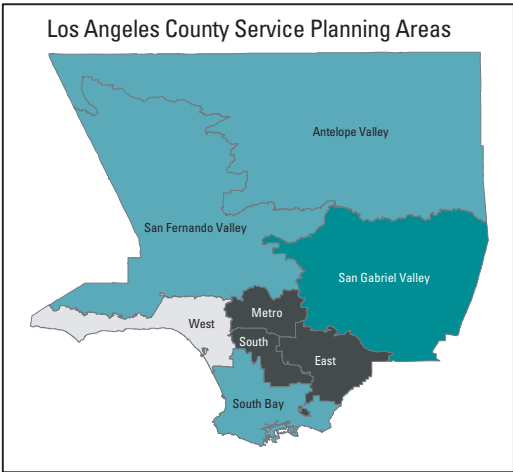 Los Angeles County Service Planning Areas
Antelope Valley
San Fernando Valley
San Gabriel Valley
Metro
West
South
East
South Bay